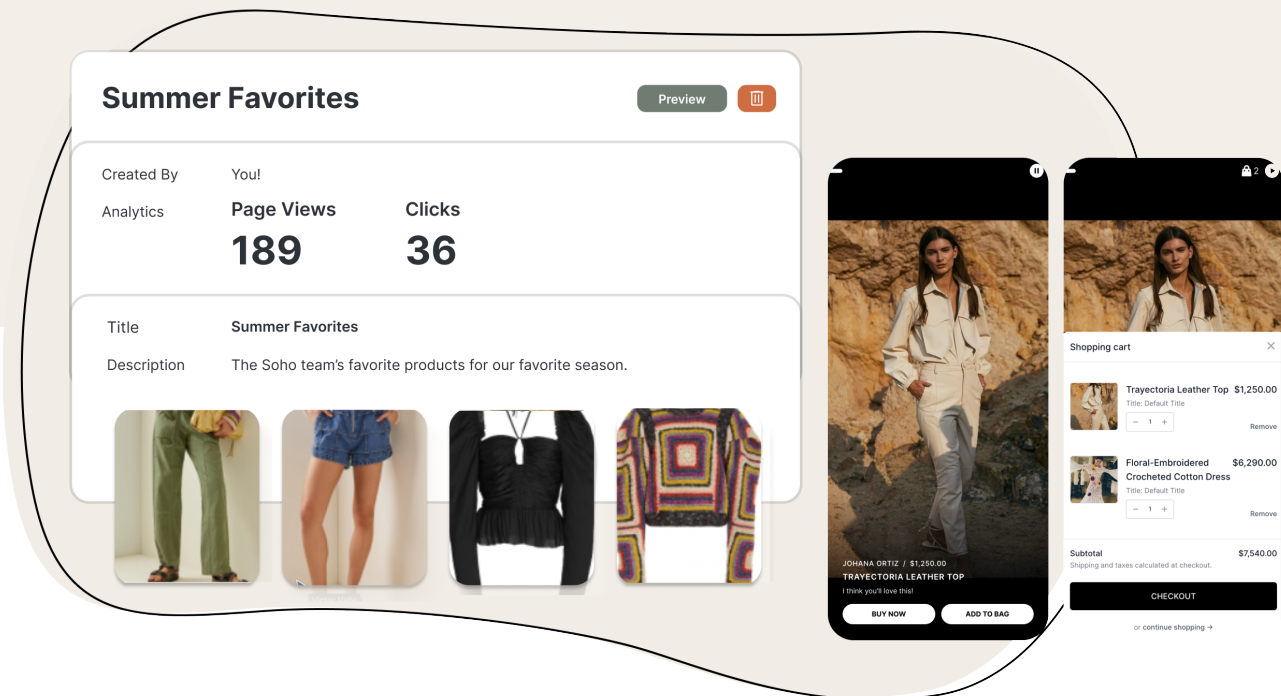 Summer Favorites
Preview
Created By
You!
Analytics
Page Views
Clicks
189
36
Title
Summer Favorites
Description
The Soho team's favorite products for our favorite season.
JOHANA ORTIZ / $1,250.00
TRAYECTORIA LEATHER TOP
I think you'll love this!
BUY NOW
ADD TO BAG
2
Shopping cart
Trayectoria Leather Top $1,250.00
Title: Default Title
− 1 +
Remove
Floral-Embroidered $6,290.00
Crocheted Cotton Dress
Title: Default Title
− 1 +
Remove
Subtotal $7,540.00
Shipping and taxes calculated at checkout.
CHECKOUT
or continue shopping →